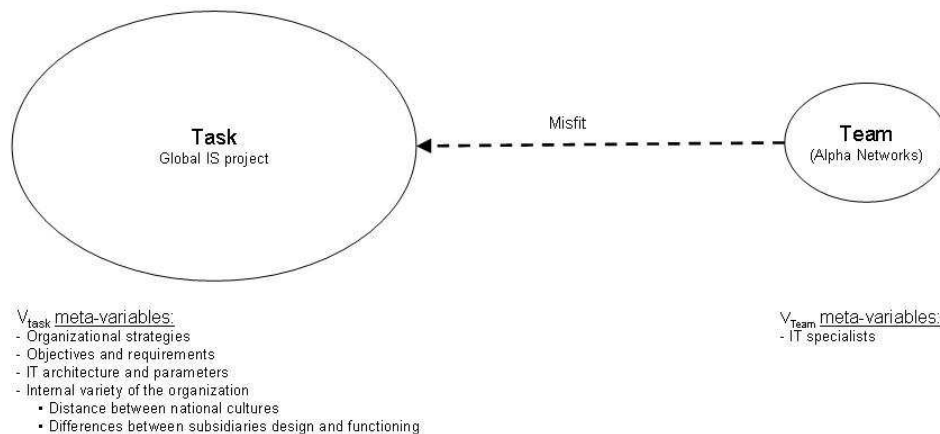 Task
Global IS project
Misfit
Team
(Alpha Networks)
Vtask meta-variables:
- Organizational strategies
- Objectives and requirements
- IT architecture and parameters
- Internal variety of the organization
▪ Distance between national cultures
▪ Differences between subsidiaries design and functioning
VTeam meta-variables:
- IT specialists